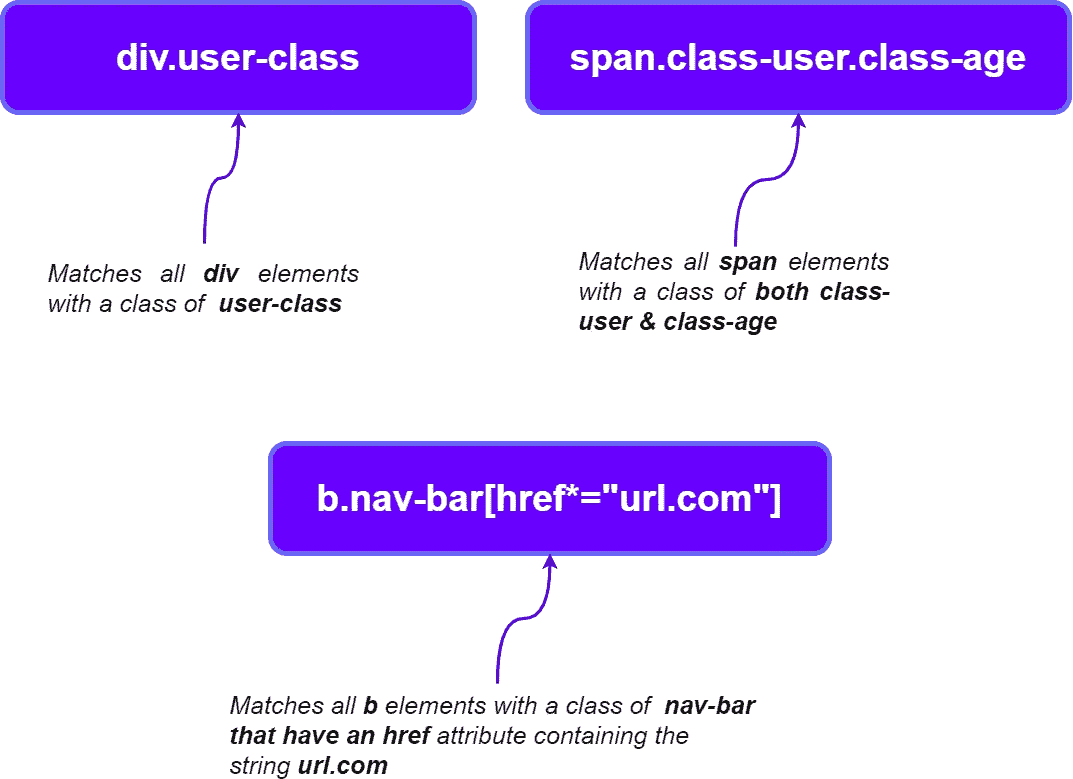 div.user-class
span.class-user.class-age
Matches all div elements
with a class of user-class
Matches all span elements
with a class of both class-
user & class-age
b.nav-bar[href*="url.com"]
Matches all b elements with a class of nav-bar
that have an href attribute containing the
string url.com